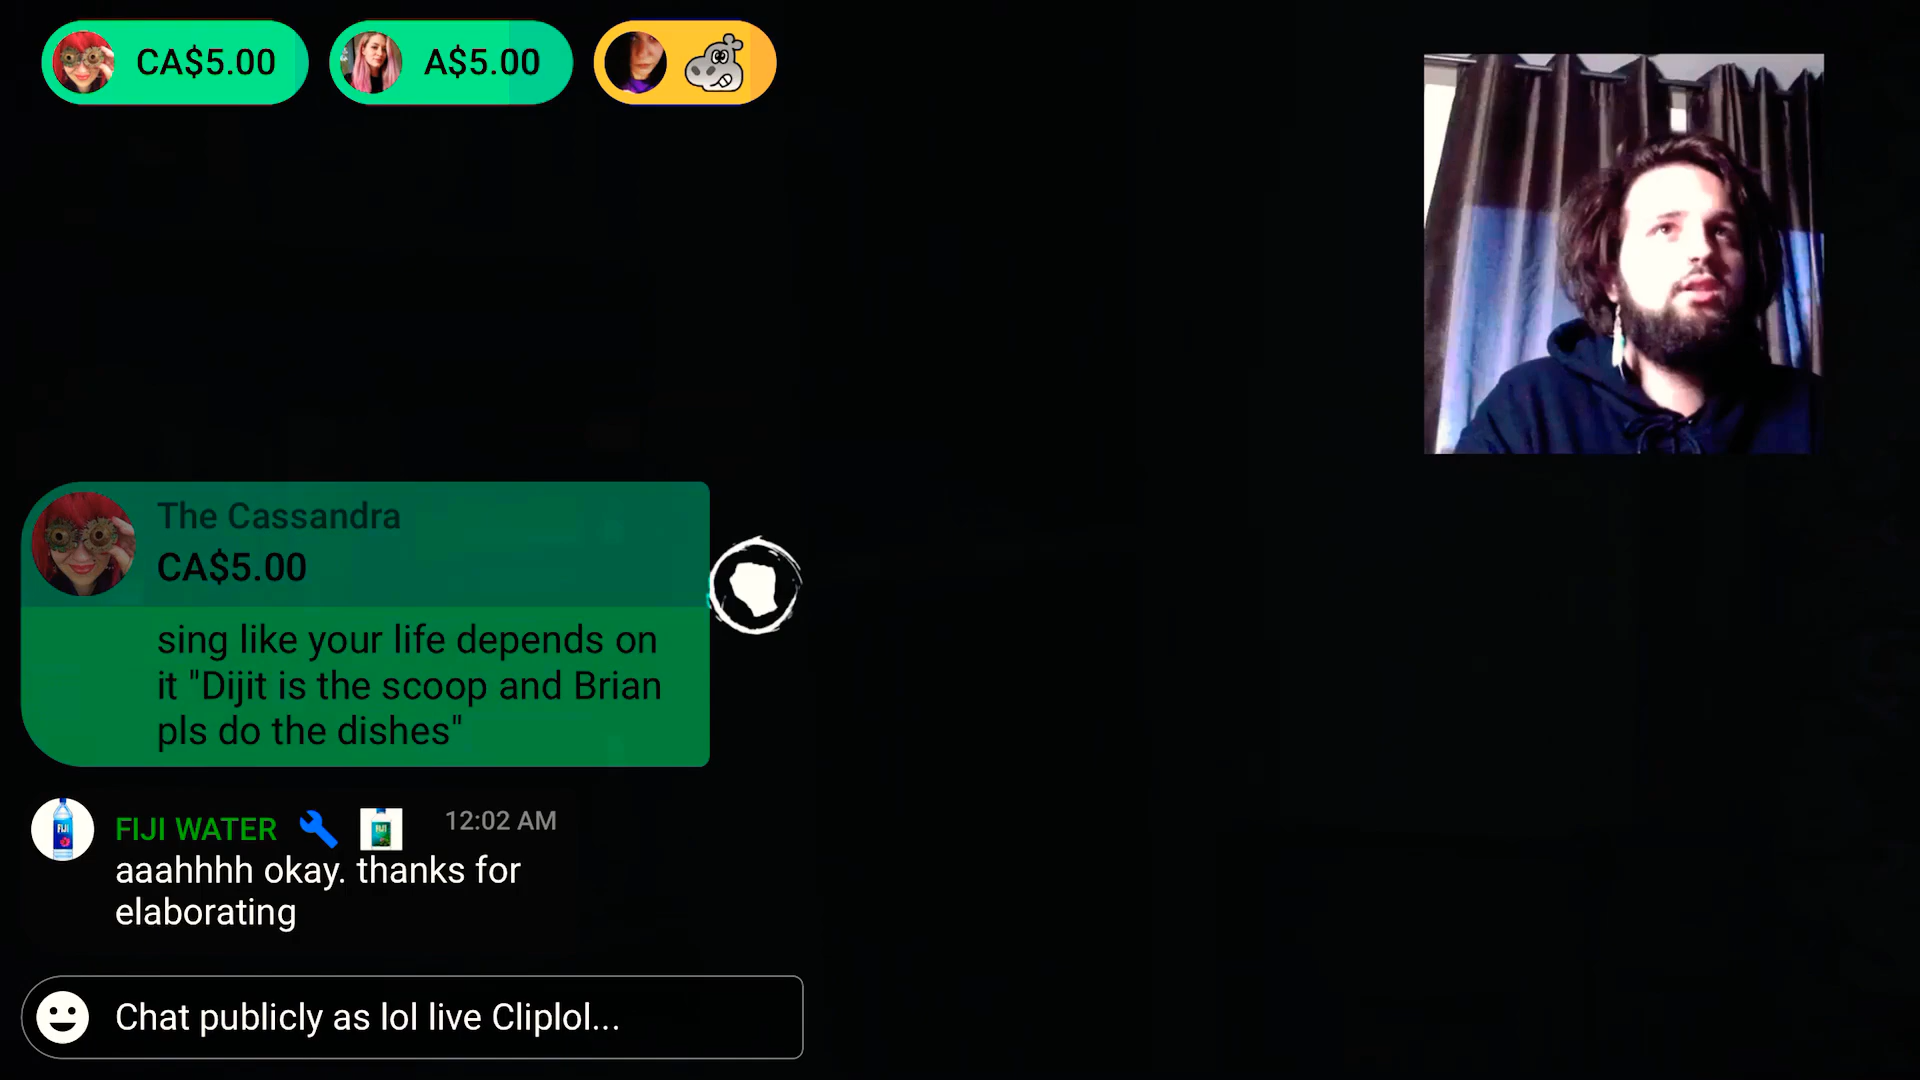 CA$5.00
A$5.00
The Cassandra
CA$5.00
sing like your life depends on
it "Dijit is the scoop and Brian
pls do the dishes"
FIJI WATER
12:02 AM
aaahhhh okay. thanks for
elaborating
Chat publicly as lol live Cliplol...